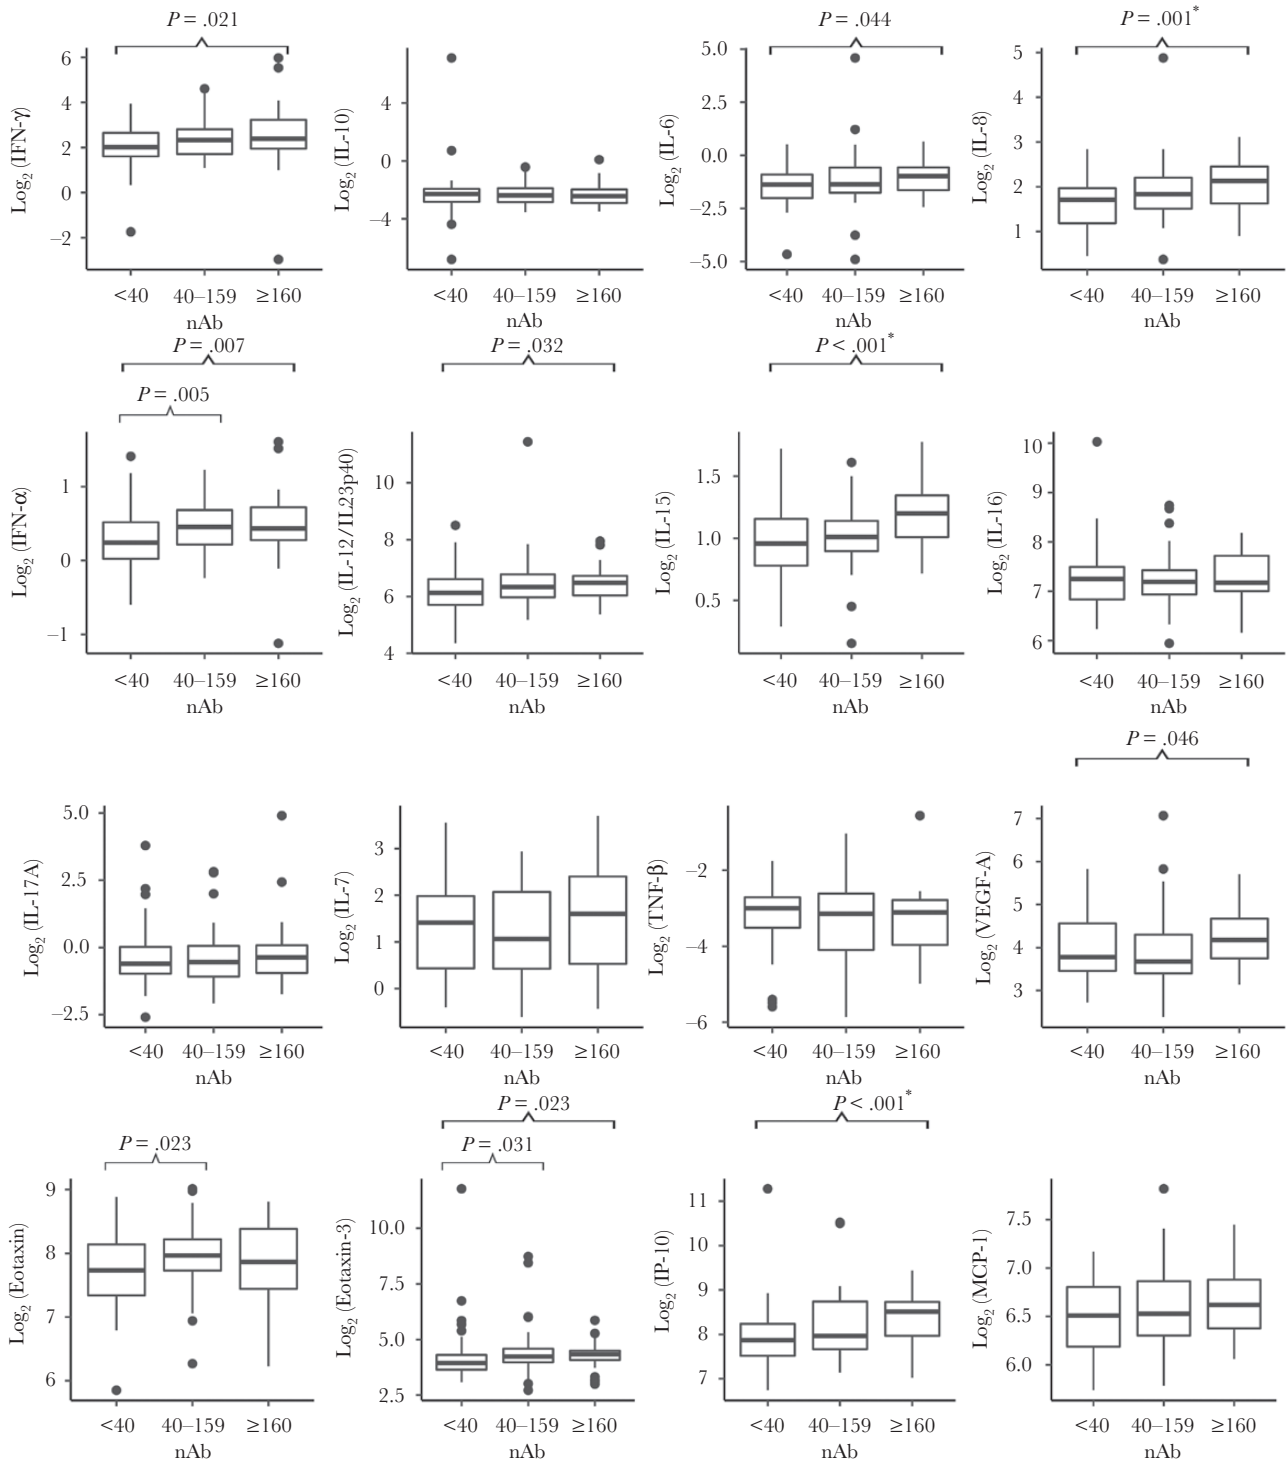 P = .021
Log2 (IFN-γ)
6
4
2
0
–2
<40 40–159 ≥160
nAb
Log2 (IL-10)
4
0
–4
<40 40–159 ≥160
nAb
P = .044
Log2 (IL-6)
5.0
2.5
0.0
–2.5
–5.0
<40 40–159 ≥160
nAb
P = .001*
Log2 (IL-8)
5
4
3
2
1
<40 40–159 ≥160
nAb
P = .007
P = .005
Log2 (IFN-α)
1
0
–1
<40 40–159 ≥160
nAb
P = .032
Log2 (IL-12/IL23p40)
10
8
6
4
<40 40–159 ≥160
nAb
P < .001*
Log2 (IL-15)
1.5
1.0
0.5
<40 40–159 ≥160
nAb
Log2 (IL-16)
10
9
8
7
6
<40 40–159 ≥160
nAb
Log2 (IL-17A)
5.0
2.5
0.0
–2.5
<40 40–159 ≥160
nAb
Log2 (IL-7)
3
2
1
0
<40 40–159 ≥160
nAb
Log2 (TNF-β)
–2
–4
–6
<40 40–159 ≥160
nAb
P = .046
Log2 (VEGF-A)
7
6
5
4
3
<40 40–159 ≥160
nAb
P = .023
Log2 (Eotaxin)
9
8
7
6
<40 40–159 ≥160
nAb
P = .023
P = .031
Log2 (Eotaxin-3)
10.0
7.5
5.0
2.5
<40 40–159 ≥160
nAb
P < .001*
Log2 (IP-10)
11
10
9
8
7
<40 40–159 ≥160
nAb
Log2 (MCP-1)
7.5
7.0
6.5
6.0
<40 40–159 ≥160
nAb